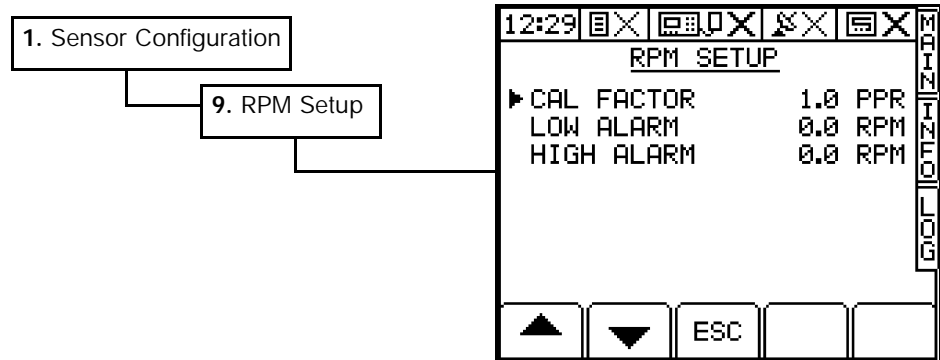 1. Sensor Configuration
9. RPM Setup
12:29
RPM SETUP
CAL FACTOR 1.0 PPR
LOW ALARM 0.0 RPM
HIGH ALARM 0.0 RPM
MAIN
INFO
LOG
ESC